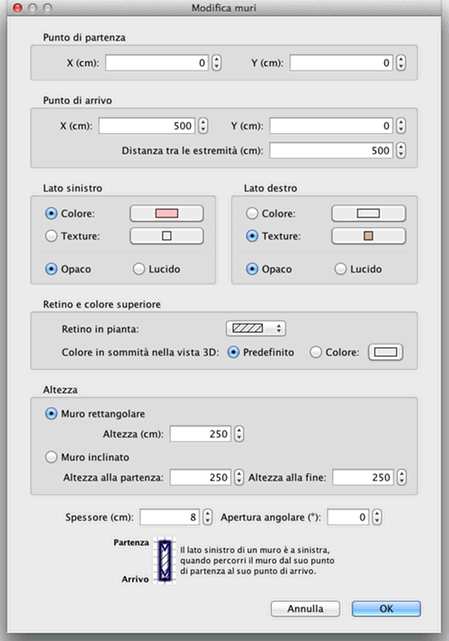 Modifica muri
Punto di partenza
X (cm): 0 Y (cm): 0
Punto di arrivo
X (cm): 500 Y (cm): 0
Distanza tra le estremità (cm): 500
Lato sinistro Lato destro
Colore: Colore:
Texture: Texture:
Opaco Lucido Opaco Lucido
Retino e colore superiore
Retino in pianta:
Colore in sommità nella vista 3D: Predefinito Colore:
Altezza
Muro rettangolare
Altezza (cm): 250
Muro inclinato
Altezza alla partenza: 250 Altezza alla fine: 250
Spessore (cm): 8 Apertura angolare (°): 0
Partenza
Arrivo
Il lato sinistro di un muro è a sinistra,
quando percorri il muro dal suo punto
di partenza al suo punto di arrivo.
Annulla OK